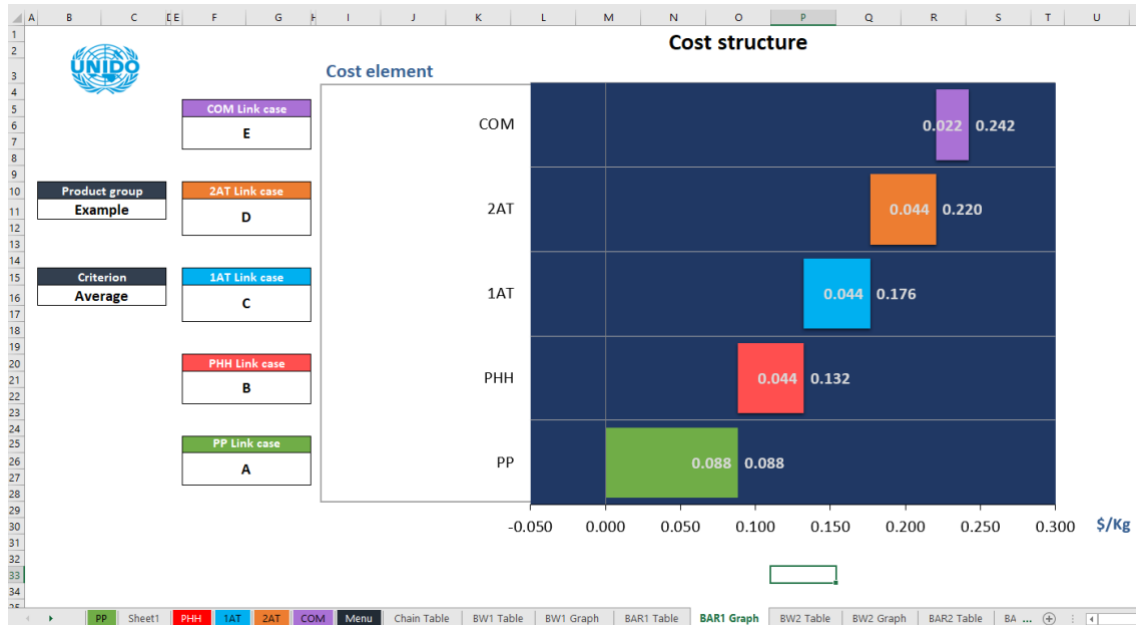 A B C D E F G H I J K L M N O P Q R S T U
1
2
3
4
5
6
7
8
9
10
11
12
13
14
15
16
17
18
19
20
21
22
23
24
25
26
27
28
29
30
31
32
33
34
UNIDO
Cost structure
Cost element
COM Link case
E
Product group
Example
2AT Link case
D
Criterion
Average
1AT Link case
C
PHH Link case
B
PP Link case
A
COM
0.022 0.242
2AT
0.044 0.220
1AT
0.044 0.176
PHH
0.044 0.132
PP
0.088 0.088
-0.050 0.000 0.050 0.100 0.150 0.200 0.250 0.300 $/Kg
PP Sheet1 PHH 1AT 2AT COM Menu Chain Table BW1 Table BW1 Graph BAR1 Table BAR1 Graph BW2 Table BW2 Graph BAR2 Table BA ...